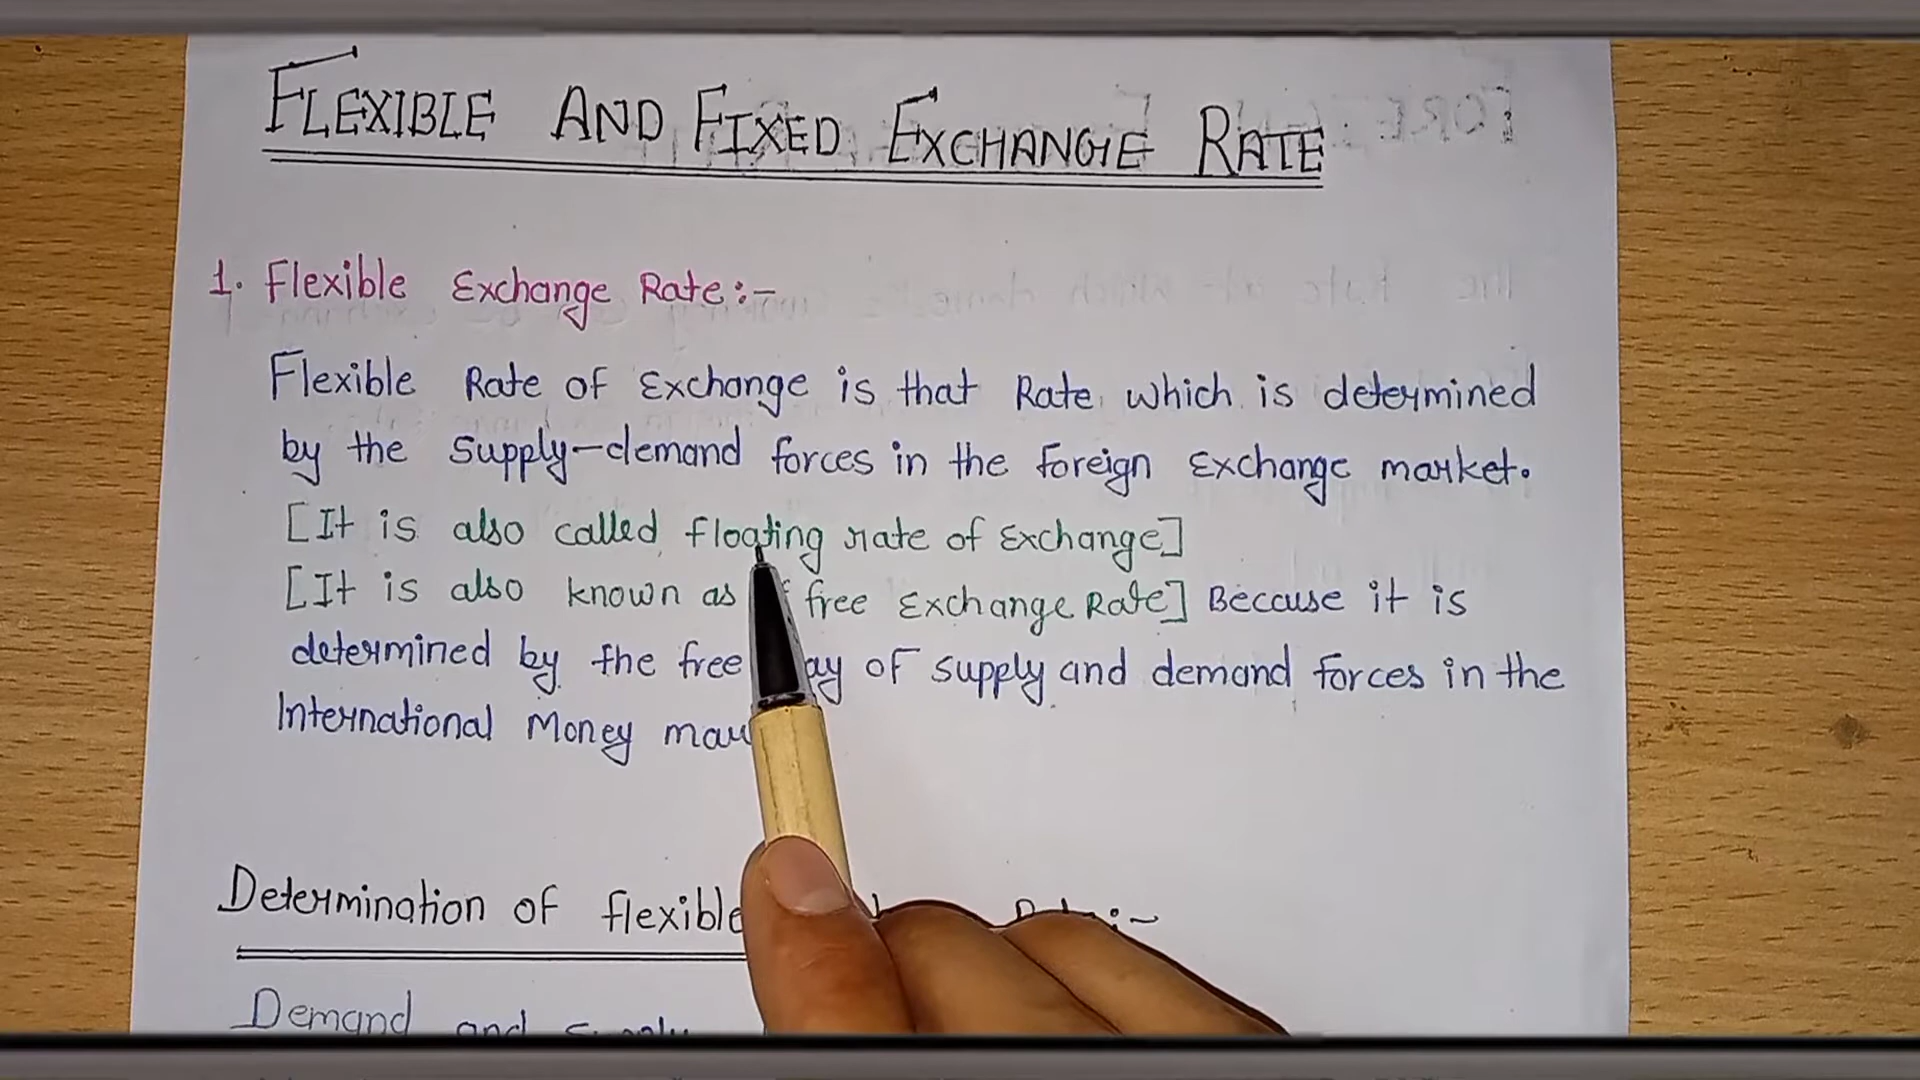 FLEXIBLE AND FIXED EXCHANGE RATE
1. Flexible Exchange Rate:-
Flexible Rate of Exchange is that Rate which is determined
by the Supply-demand forces in the foreign Exchange market.
[It is also called floating rate of Exchange]
[It is also known as free Exchange Rate] Because it is
determined by the free of supply and demand forces in the
International Money
Determination of flexible
Demand and Supply